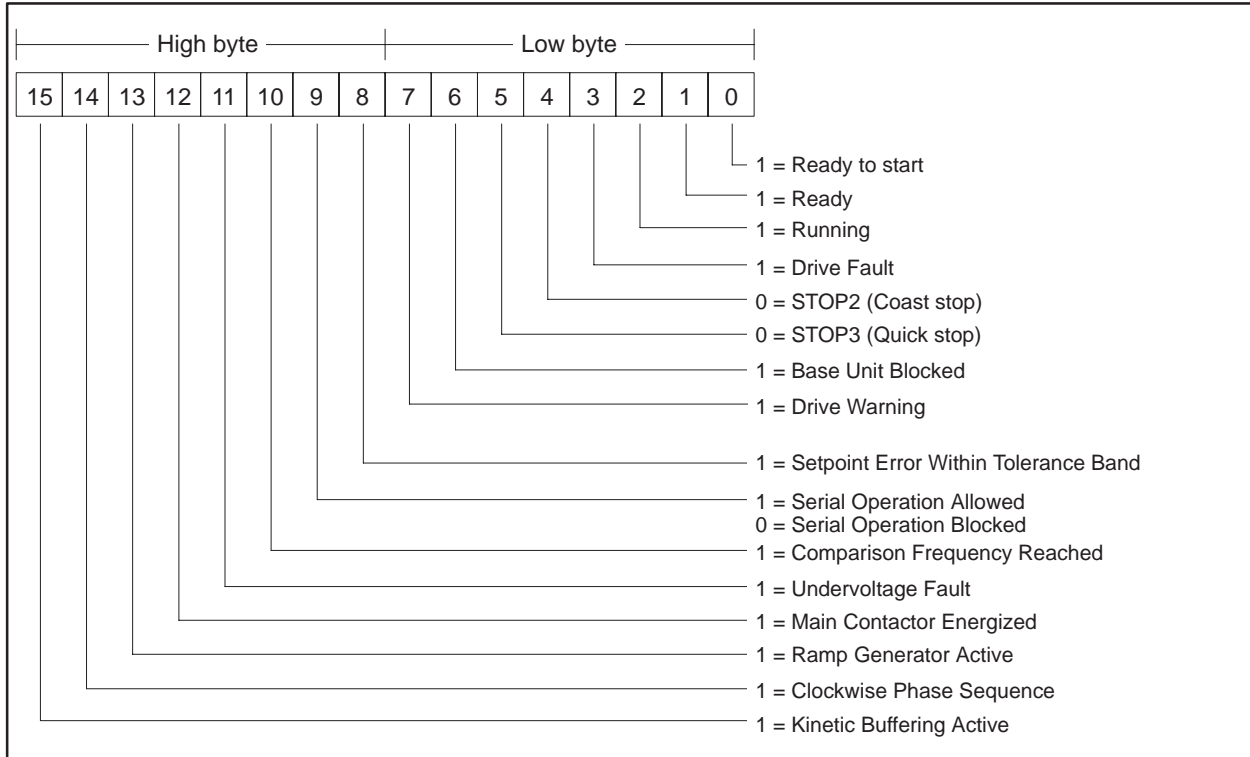 High byte Low byte
15 14 13 12 11 10 9 8 7 6 5 4 3 2 1 0
1 = Ready to start
1 = Ready
1 = Running
1 = Drive Fault
0 = STOP2 (Coast stop)
0 = STOP3 (Quick stop)
1 = Base Unit Blocked
1 = Drive Warning
1 = Setpoint Error Within Tolerance Band
1 = Serial Operation Allowed
0 = Serial Operation Blocked
1 = Comparison Frequency Reached
1 = Undervoltage Fault
1 = Main Contactor Energized
1 = Ramp Generator Active
1 = Clockwise Phase Sequence
1 = Kinetic Buffering Active